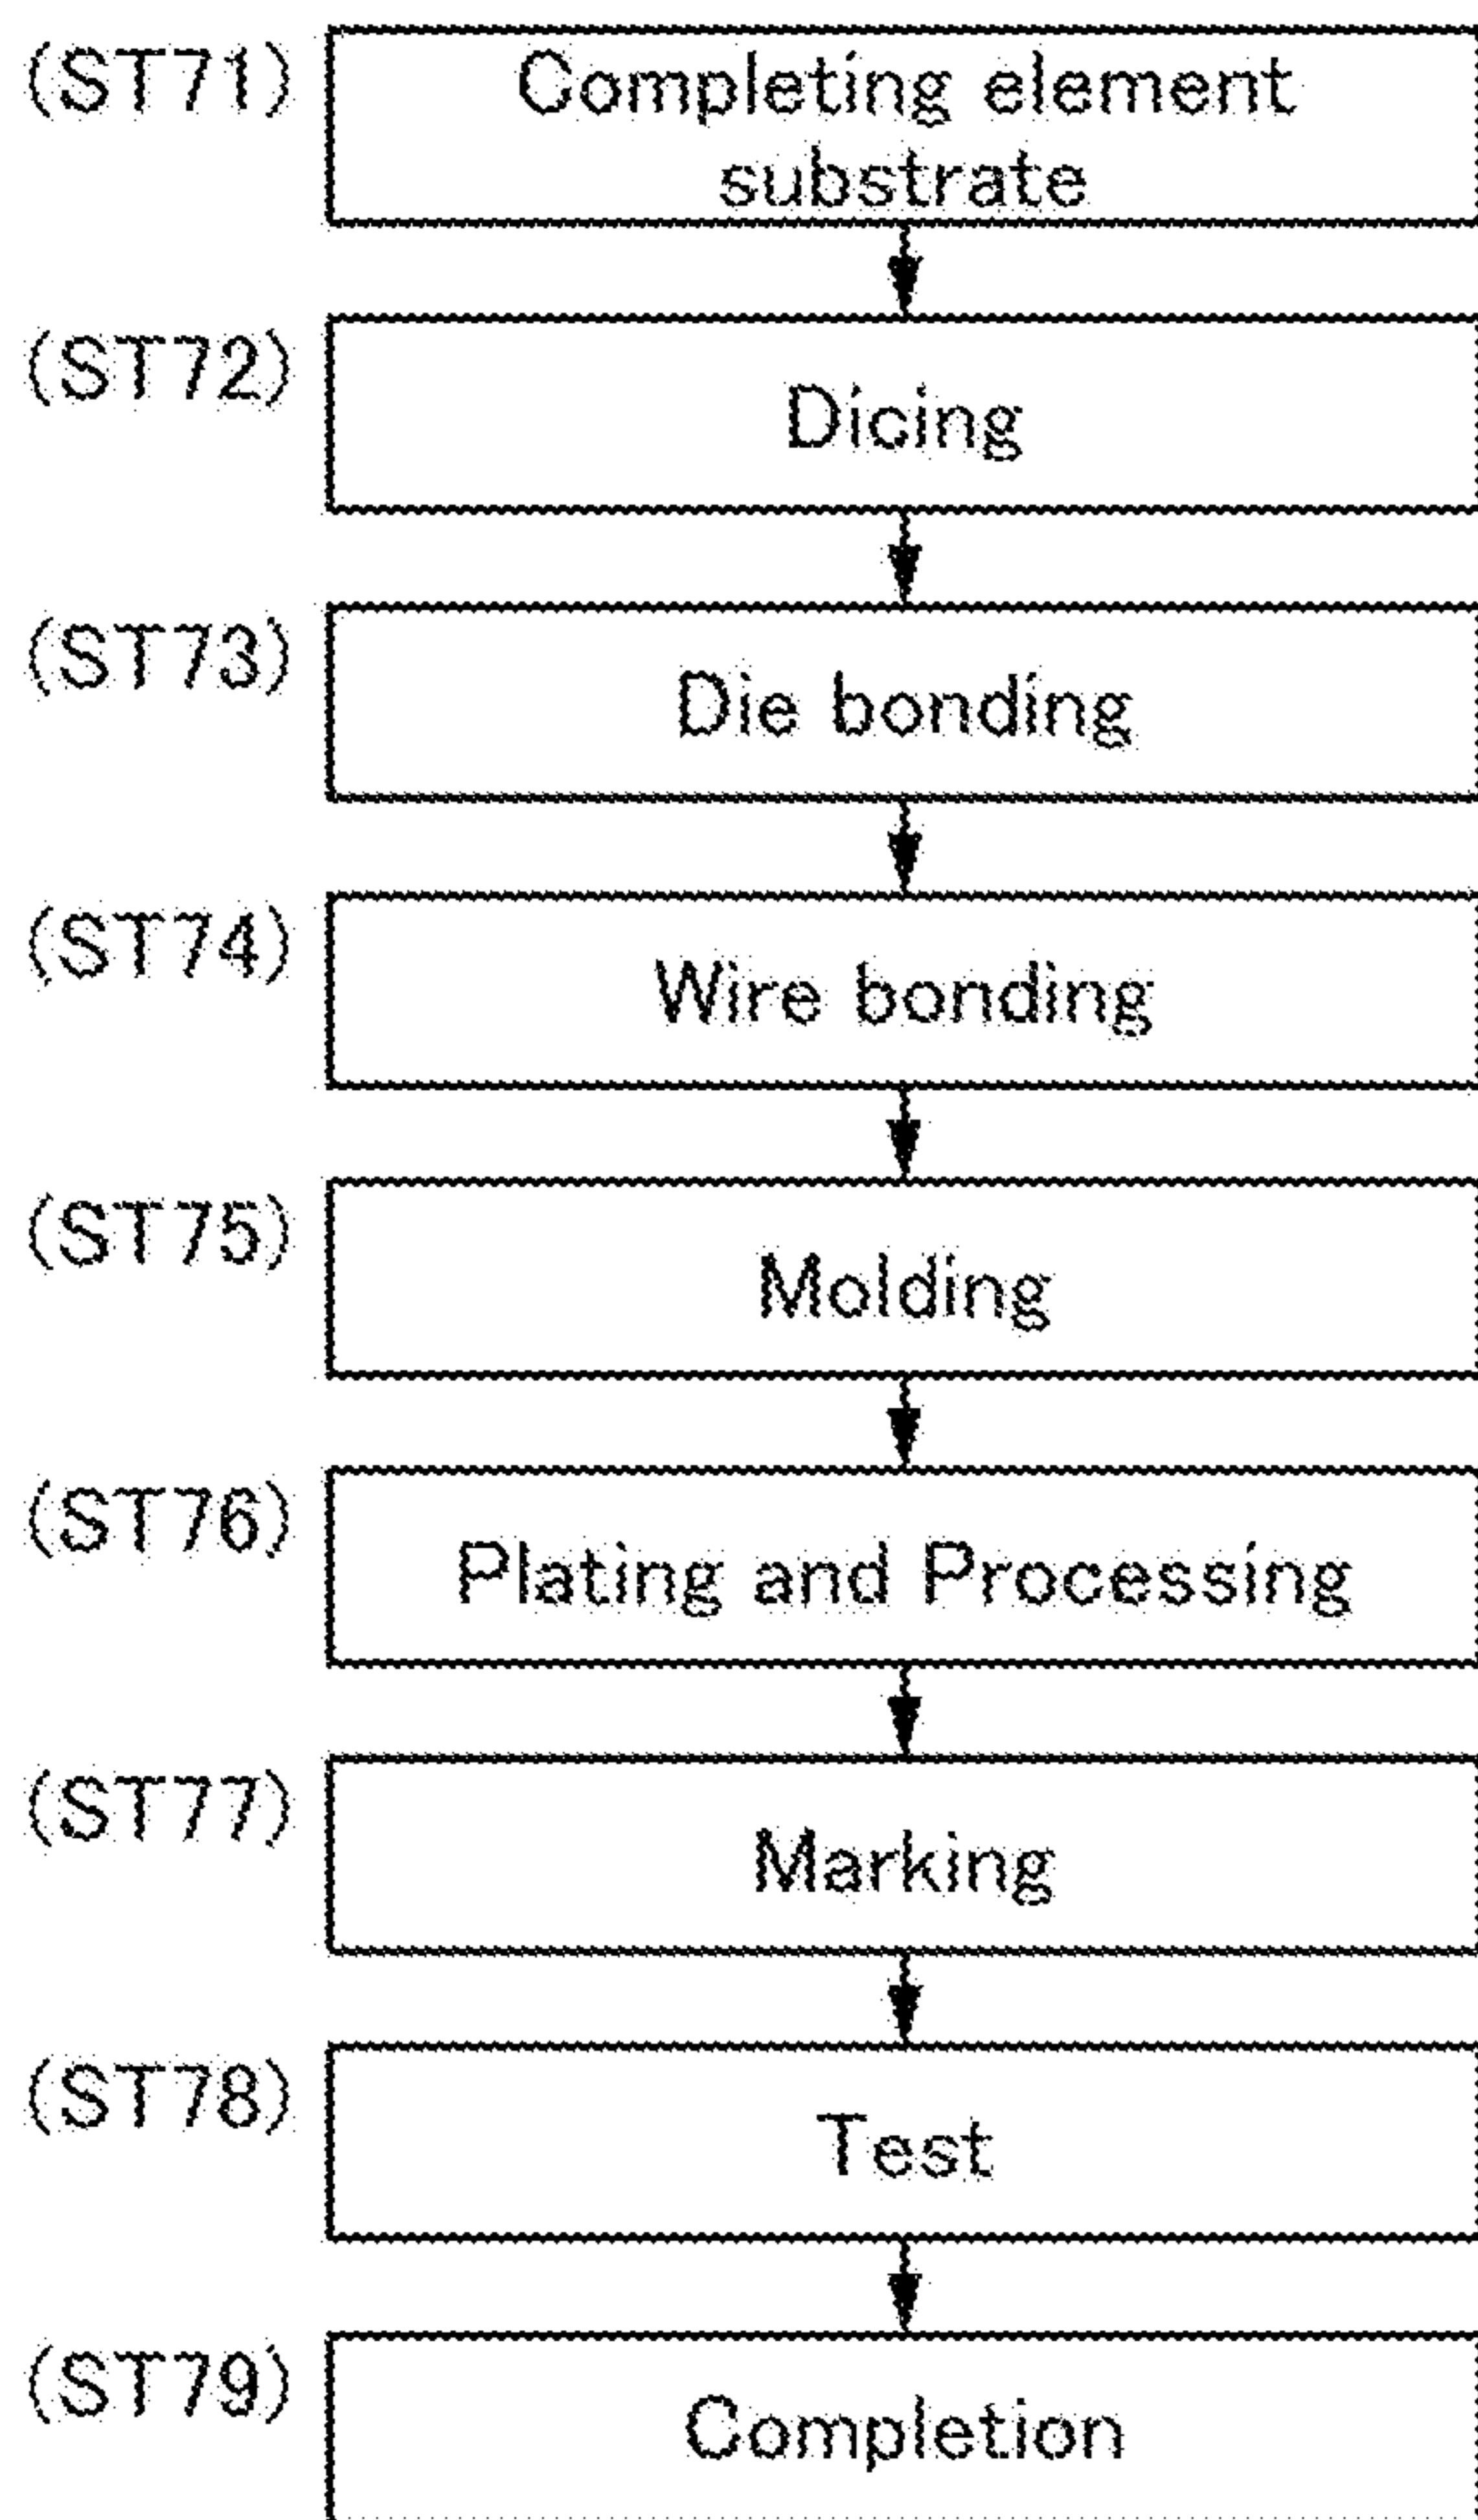 (ST71) Completing element
substrate
(ST72) Dicing
(ST73) Die bonding
(ST74) Wire bonding
(ST75) Molding
(ST76) Plating and Processing
(ST77) Marking
(ST78) Test
(ST79) Completion